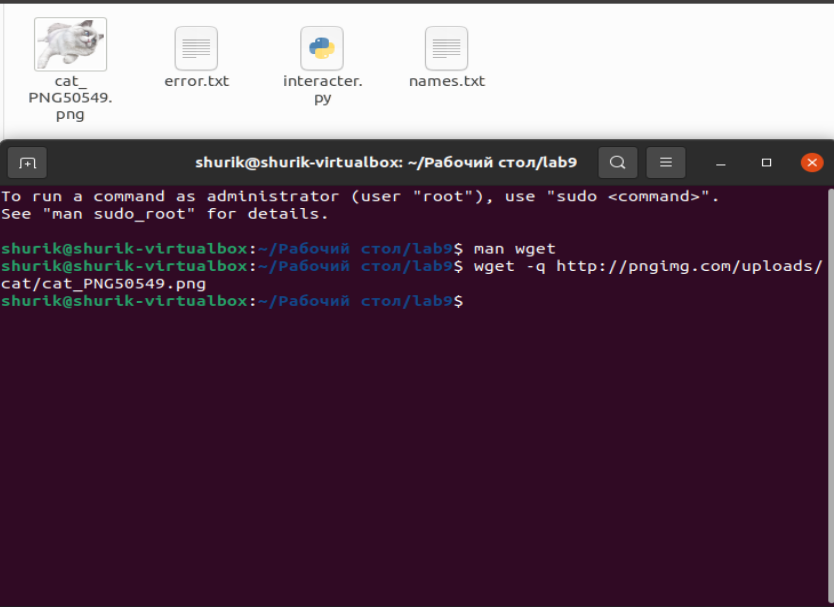 cat_
PNG50549.
png
error.txt
interacter.
py
names.txt
shurik@shurik-virtualbox: ~/Рабочий стол/lab9
To run a command as administrator (user "root"), use "sudo <command>".
See "man sudo_root" for details.
shurik@shurik-virtualbox:~/Рабочий стол/lab9$ man wget
shurik@shurik-virtualbox:~/Рабочий стол/lab9$ wget -q http://pngimg.com/uploads/
cat/cat_PNG50549.png
shurik@shurik-virtualbox:~/Рабочий стол/lab9$